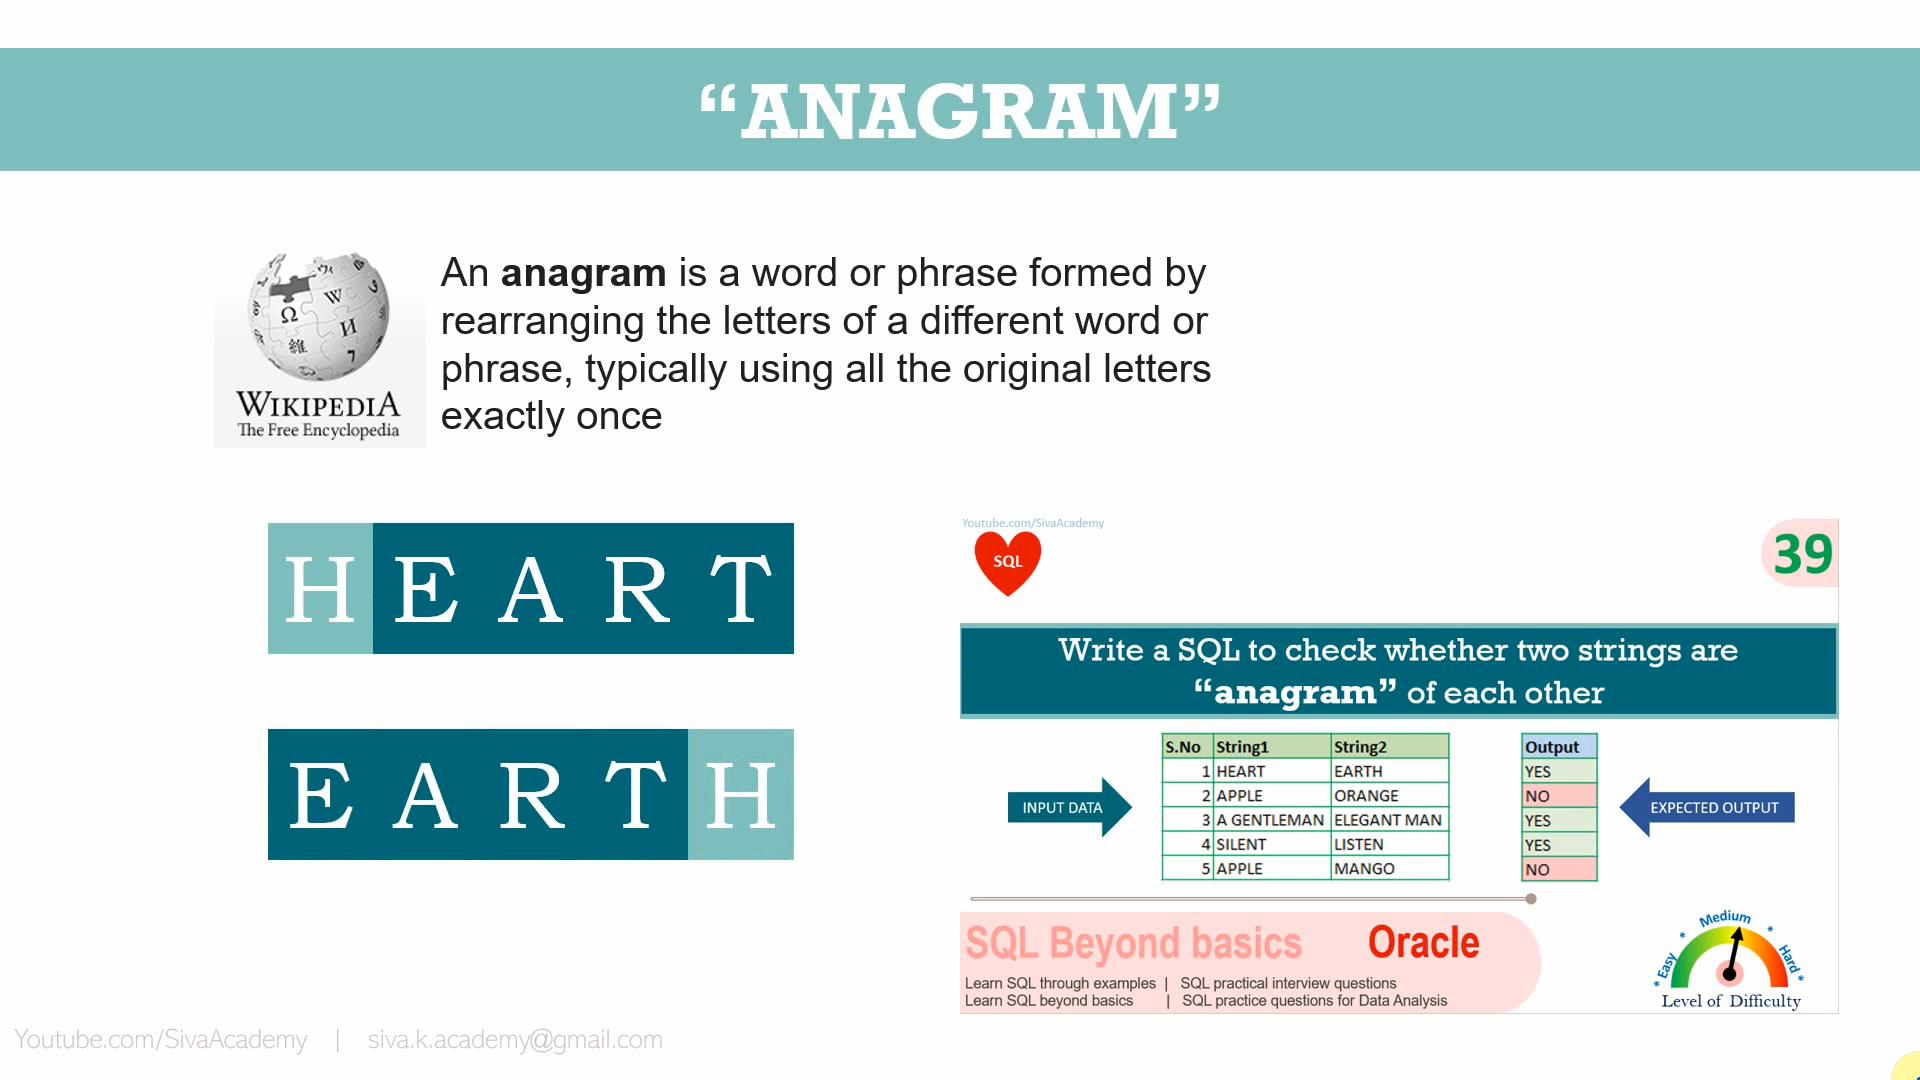 “ANAGRAM”
WIKIPEDIA
The Free Encyclopedia
An anagram is a word or phrase formed by
rearranging the letters of a different word or
phrase, typically using all the original letters
exactly once
H E A R T
E A R T H
Youtube.com/SivaAcademy
SQL
39
Write a SQL to check whether two strings are
“anagram” of each other
INPUT DATA
S.No String1 String2
1 HEART EARTH
2 APPLE ORANGE
3 A GENTLEMAN ELEGANT MAN
4 SILENT LISTEN
5 APPLE MANGO
Output
YES
NO
YES
YES
NO
EXPECTED OUTPUT
SQL Beyond basics Oracle
Learn SQL through examples | SQL practical interview questions
Learn SQL beyond basics | SQL practice questions for Data Analysis
* Easy * Medium * Hard *
Level of Difficulty
Youtube.com/SivaAcademy | siva.k.academy@gmail.com